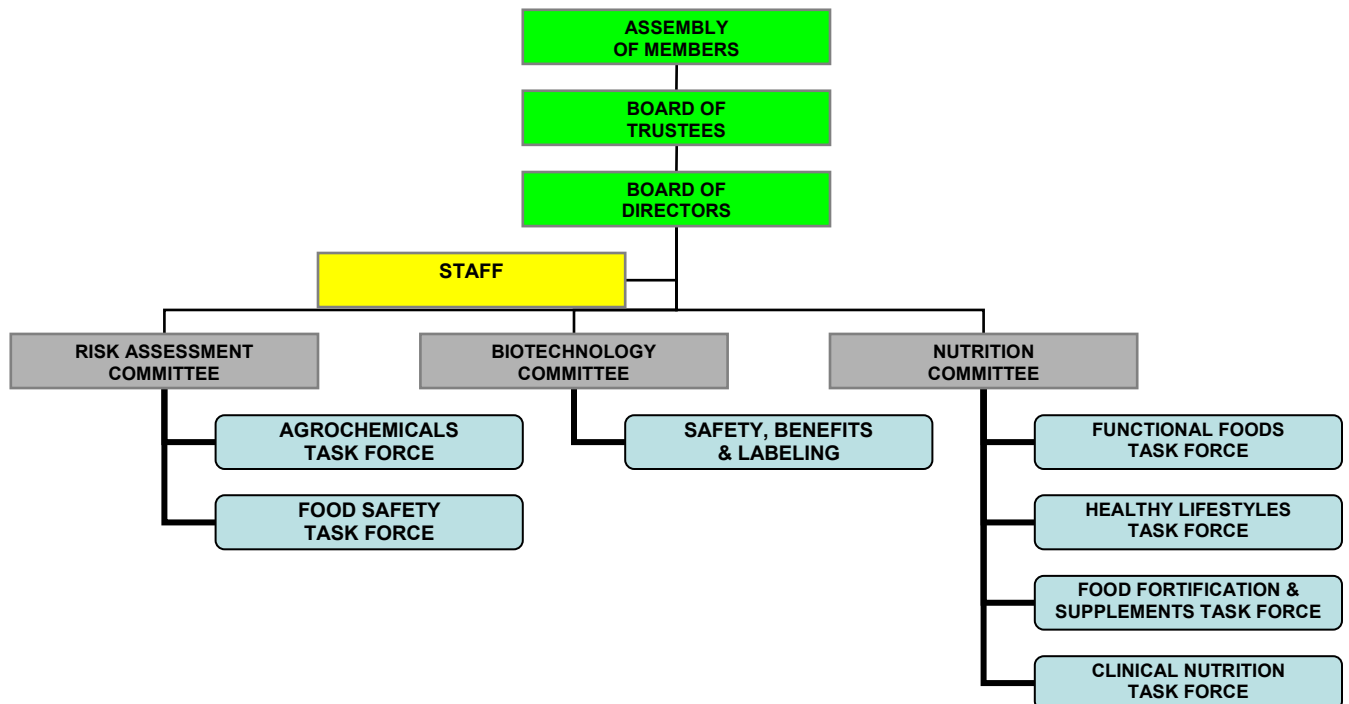 ASSEMBLY
OF MEMBERS
BOARD OF
TRUSTEES
BOARD OF
DIRECTORS
STAFF
RISK ASSESSMENT
COMMITTEE
BIOTECHNOLOGY
COMMITTEE
NUTRITION
COMMITTEE
AGROCHEMICALS
TASK FORCE
FOOD SAFETY
TASK FORCE
SAFETY, BENEFITS
& LABELING
FUNCTIONAL FOODS
TASK FORCE
HEALTHY LIFESTYLES
TASK FORCE
FOOD FORTIFICATION &
SUPPLEMENTS TASK FORCE
CLINICAL NUTRITION
TASK FORCE